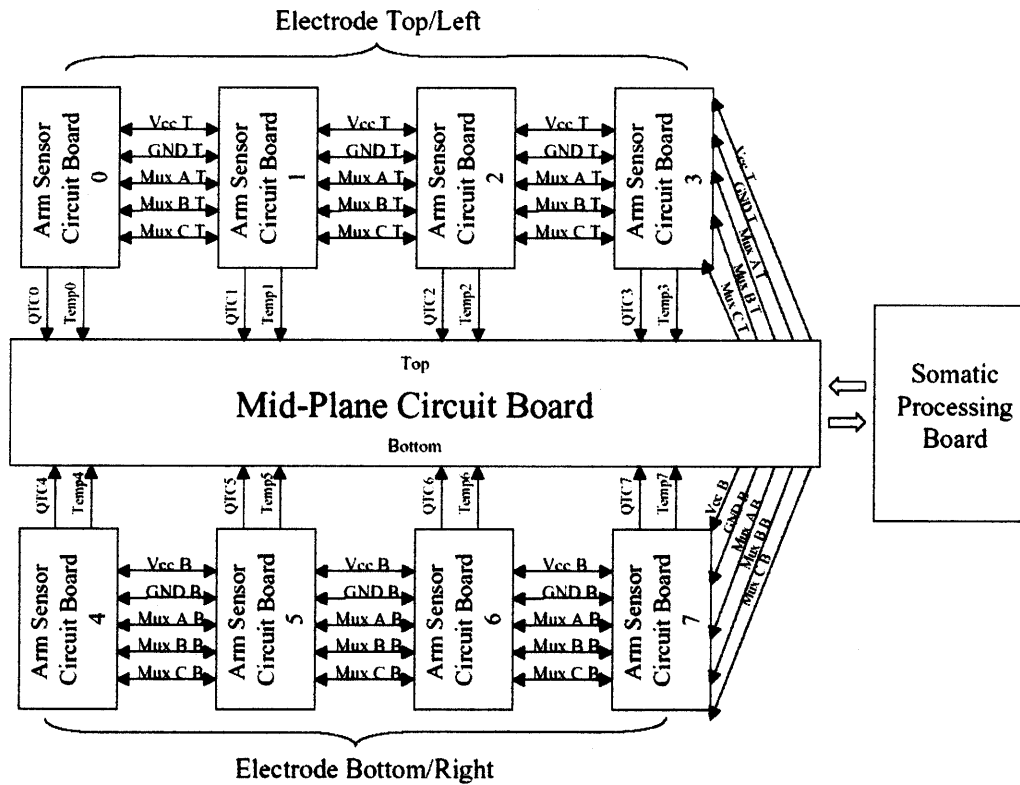 Electrode Top/Left
Arm Sensor
Circuit Board
0
Vcc T
GND T
Mux A T
Mux B T
Mux C T
Arm Sensor
Circuit Board
1
Vcc T
GND T
Mux A T
Mux B T
Mux C T
Arm Sensor
Circuit Board
2
Vcc T
GND T
Mux A T
Mux B T
Mux C T
Arm Sensor
Circuit Board
3
Vcc T
GND T
Mux A T
Mux B T
Mux C T
QTC0
Temp0
QTC1
Temp1
QTC2
Temp2
QTC3
Temp3
Top
Mid-Plane Circuit Board
Bottom
Somatic
Processing
Board
QTC4
Temp4
QTC5
Temp5
QTC6
Temp6
QTC7
Temp7
Vcc B
GND B
Mux A B
Mux B B
Mux C B
Arm Sensor
Circuit Board
4
Vcc B
GND B
Mux A B
Mux B B
Mux C B
Arm Sensor
Circuit Board
5
Vcc B
GND B
Mux A B
Mux B B
Mux C B
Arm Sensor
Circuit Board
6
Vcc B
GND B
Mux A B
Mux B B
Mux C B
Arm Sensor
Circuit Board
7
Electrode Bottom/Right